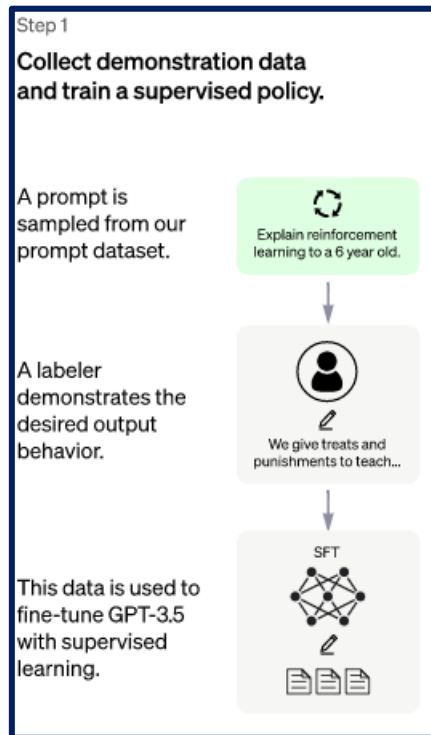 Step 1
Collect demonstration data
and train a supervised policy.
A prompt is
sampled from our
prompt dataset.
Explain reinforcement
learning to a 6 year old.
A labeler
demonstrates the
desired output
behavior.
We give treats and
punishments to teach...
This data is used to
fine-tune GPT-3.5
with supervised
learning.
SFT